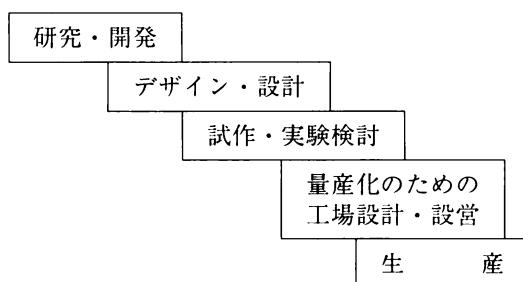 研究・開発
デザイン・設計
試作・実験検討
量産化のための
工場設計・設営
生産